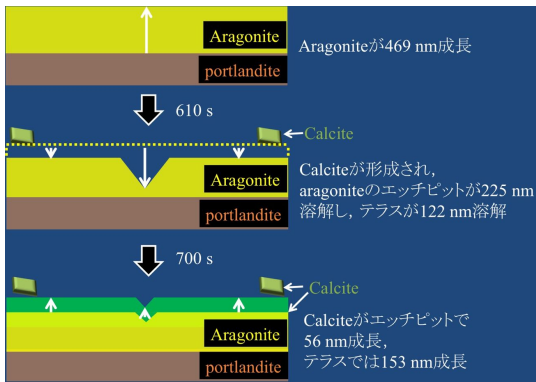 Aragonite
portlandite
Aragoniteが469 nm成長
610 s
Calcite
Aragonite
portlandite
Calciteが形成され,
aragoniteのエッチピットが225 nm
溶解し, テラスが122 nm溶解
700 s
Calcite
Aragonite
portlandite
Calciteがエッチピットで
56 nm成長,
テラスでは153 nm成長